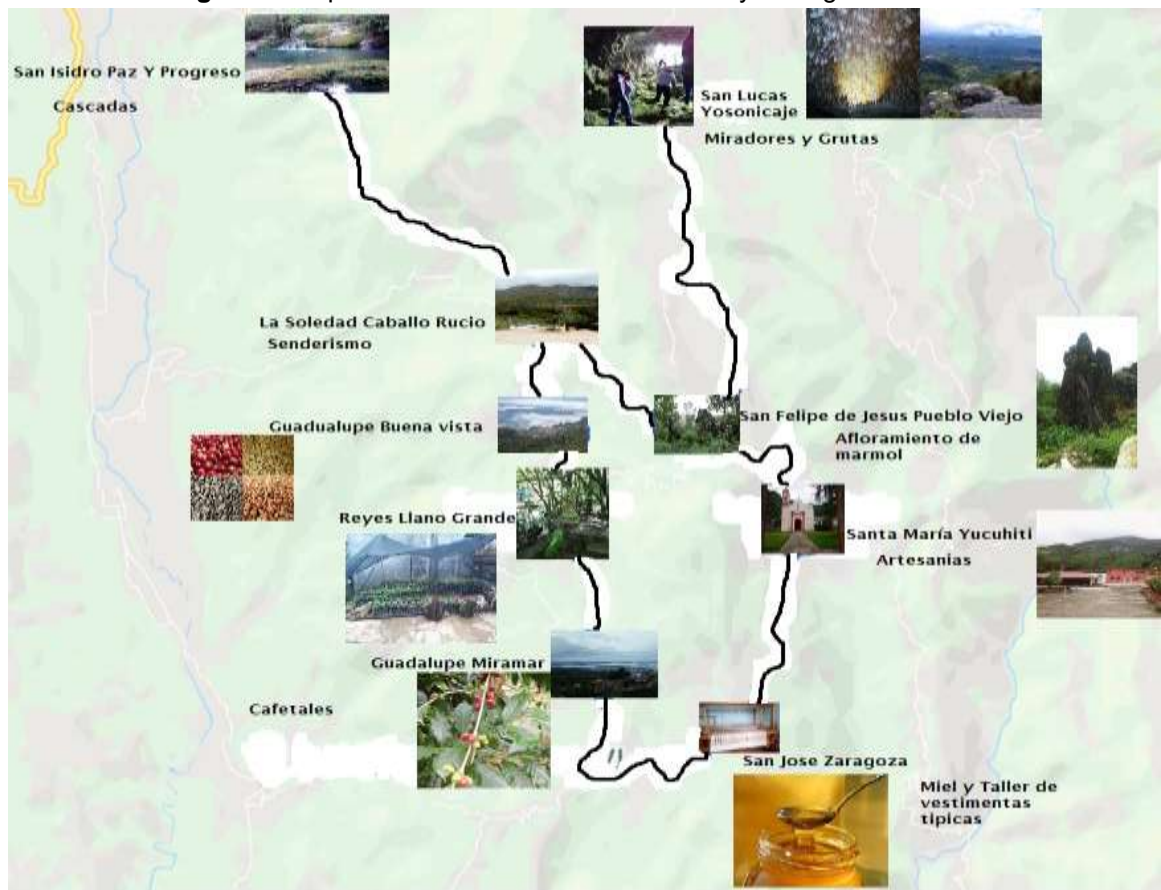 San Isidro Paz Y Progreso
Cascadas
San Lucas
Yosonicaje
Miradores y Grutas
La Soledad Caballo Rucio
Senderismo
Guadualupe Buena vista
San Felipe de Jesus Pueblo Viejo
Afloramiento de
marmol
Reyes Llano Grande
Santa María Yucuhiti
Artesanias
Guadalupe Miramar
Cafetales
San Jose Zaragoza
Miel y Taller de
vestimentas
tipicas